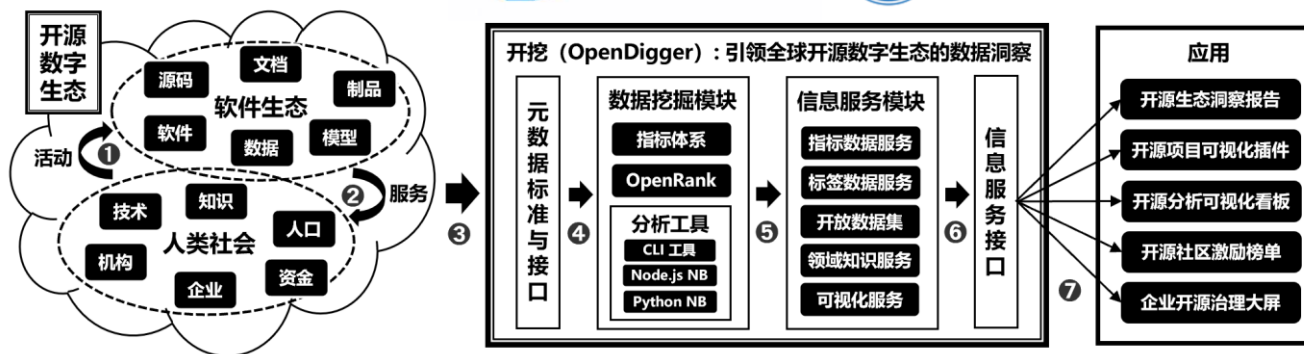 开源
数字
生态
源码
文档
制品
软件生态
软件
数据
模型
活动
❶
❷
服务
技术
知识
人口
人类社会
机构
企业
资金
❸
开挖（OpenDigger）: 引领全球开源数字生态的数据洞察
元数据标准与接口
❹
数据挖掘模块
指标体系
OpenRank
分析工具
CLI 工具
Node.js NB
Python NB
❺
信息服务模块
指标数据服务
标签数据服务
开放数据集
领域知识服务
可视化服务
❻
信息服务接口
❼
应用
开源生态洞察报告
开源项目可视化插件
开源分析可视化看板
开源社区激励榜单
企业开源治理大屏